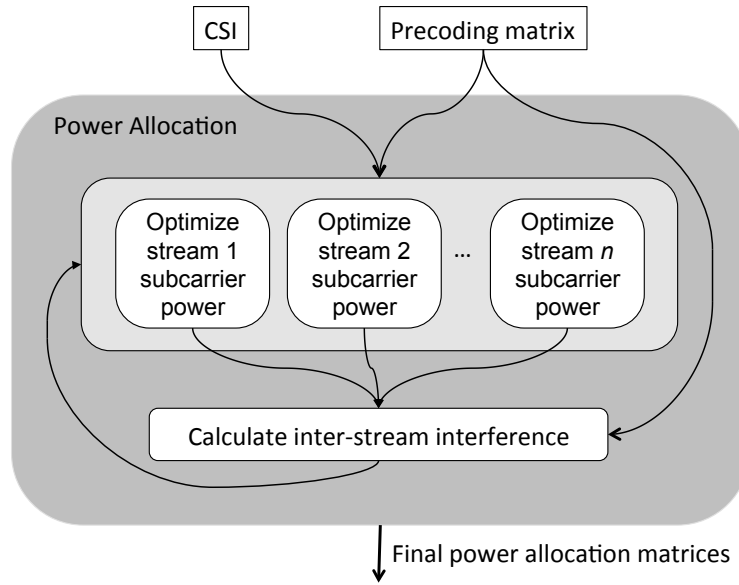 CSI
Precoding matrix
Power Allocation
Optimize
stream 1
subcarrier
power
Optimize
stream 2
subcarrier
power
...
Optimize
stream n
subcarrier
power
Calculate inter-stream interference
Final power allocation matrices